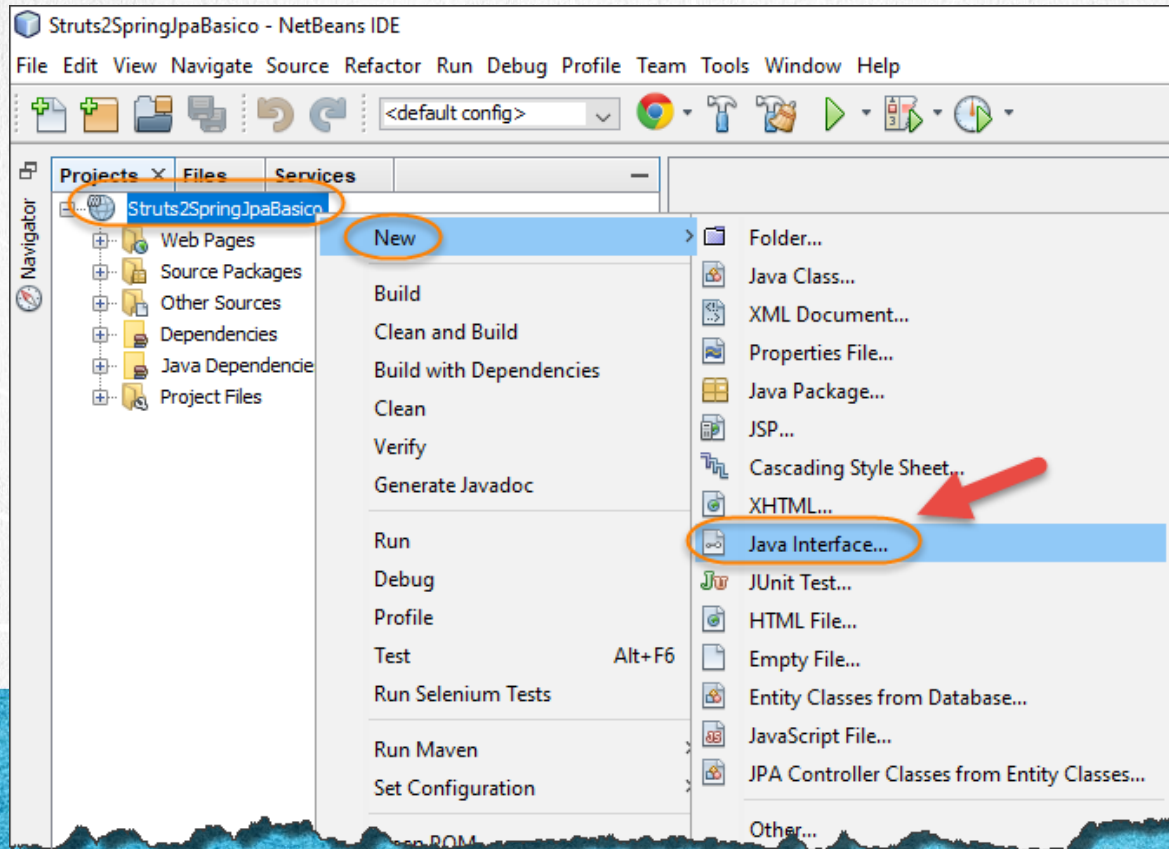 Struts2SpringJpaBasico - NetBeans IDE
File Edit View Navigate Source Refactor Run Debug Profile Team Tools Window Help
<default config>
Projects Files Services
Navigator
Struts2SpringJpaBasico
Web Pages
Source Packages
Other Sources
Dependencies
Java Dependencie
Project Files
New
Build
Clean and Build
Build with Dependencies
Clean
Verify
Generate Javadoc
Run
Debug
Profile
Test Alt+F6
Run Selenium Tests
Run Maven
Set Configuration
POM
Folder...
Java Class...
XML Document...
Properties File...
Java Package...
JSP...
Cascading Style Sheet...
XHTML...
Java Interface...
JUnit Test...
HTML File...
Empty File...
Entity Classes from Database...
JavaScript File...
JPA Controller Classes from Entity Classes...
Other...